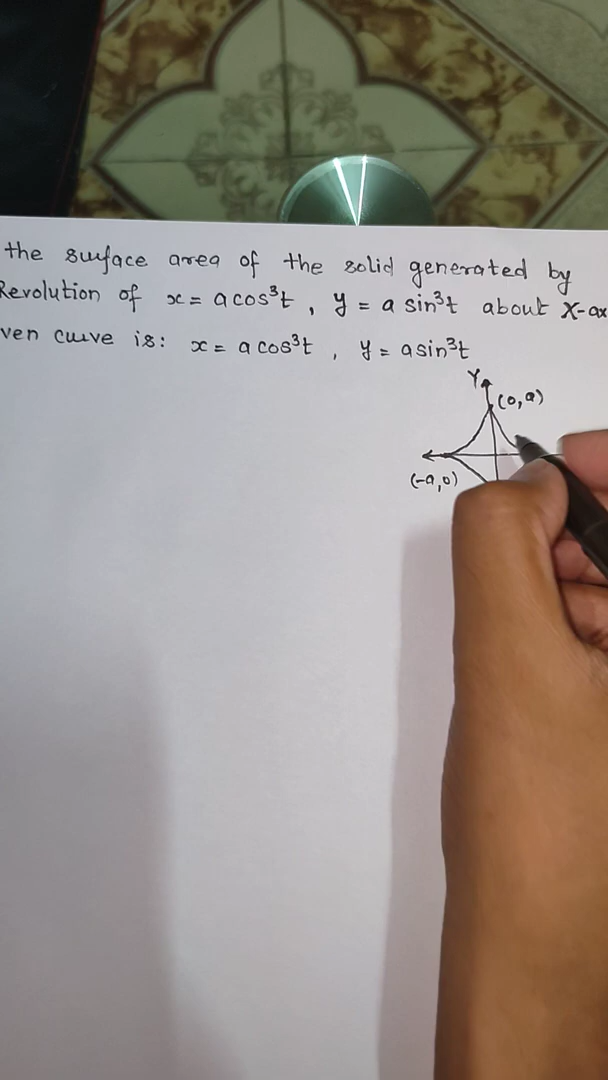 the surface area of the solid generated by
Revolution of x = a cos³t , y = a sin³t about X-ax
ven curve is: x = a cos³t , y = a sin³t
Y
(0,a)
(-a,0)